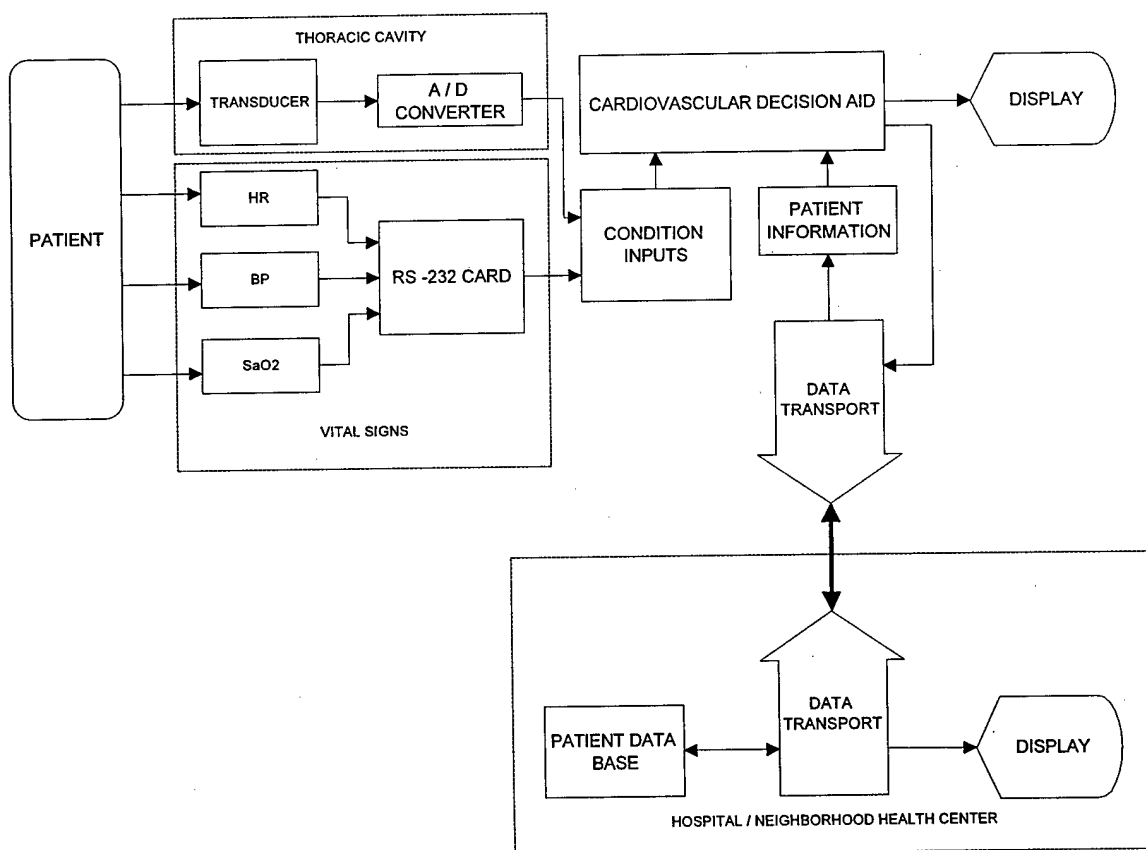 THORACIC CAVITY
PATIENT
TRANSDUCER
A / D
CONVERTER
HR
BP
SaO2
RS -232 CARD
VITAL SIGNS
CONDITION
INPUTS
CARDIOVASCULAR DECISION AID
DISPLAY
PATIENT
INFORMATION
DATA
TRANSPORT
DATA
TRANSPORT
PATIENT DATA
BASE
DISPLAY
HOSPITAL / NEIGHBORHOOD HEALTH CENTER